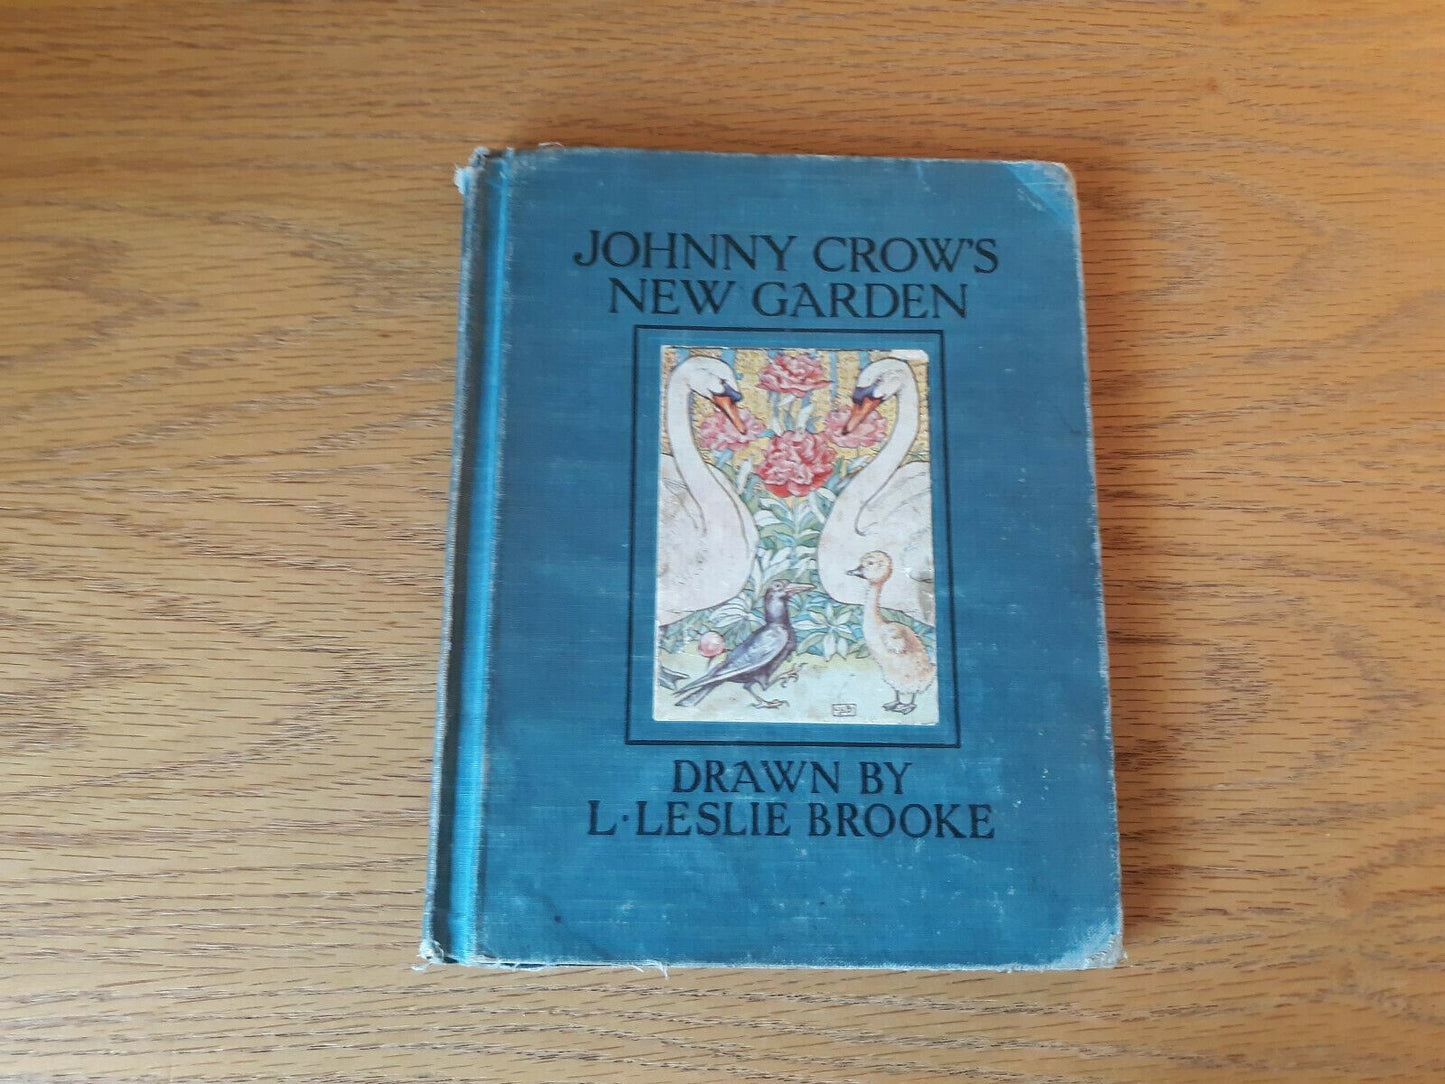 JOHNNY CROW'S
NEW GARDEN
DRAWN BY
L·LESLIE BROOKE